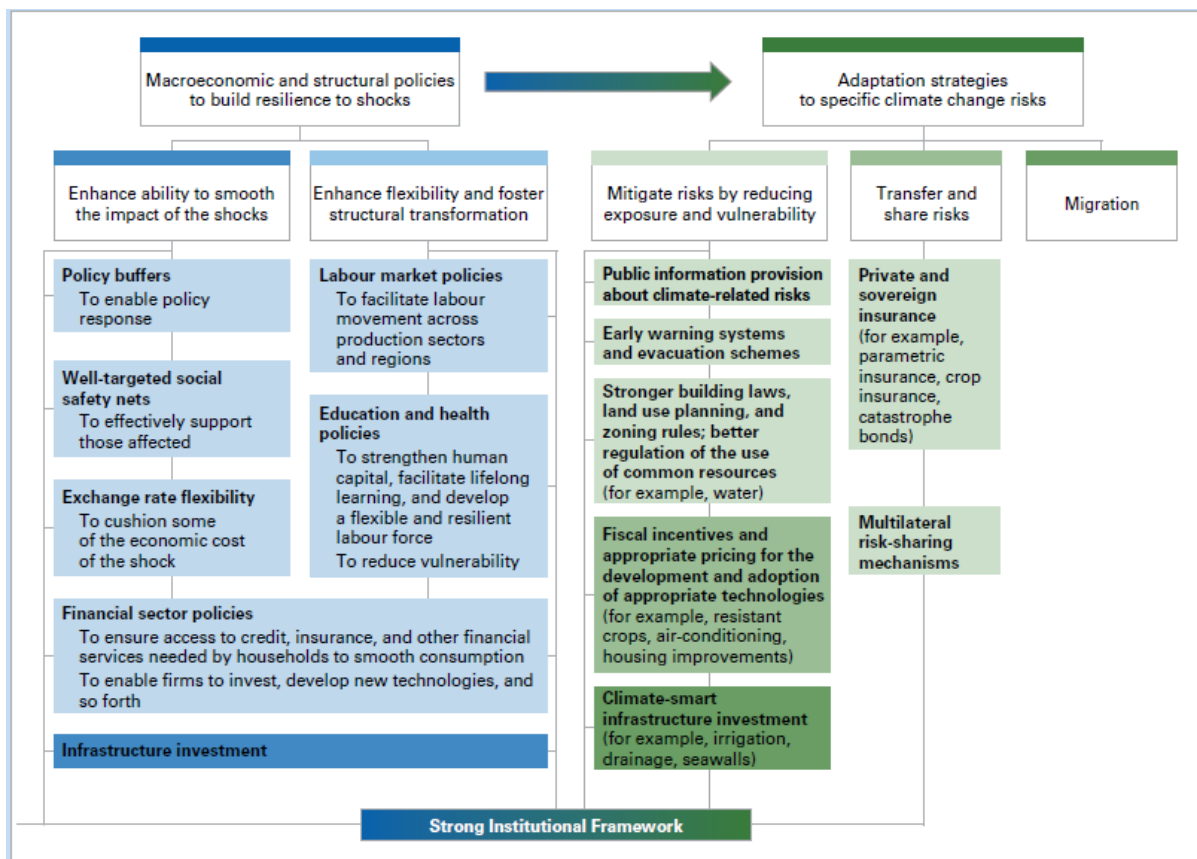 Macroeconomic and structural policies
to build resilience to shocks
Adaptation strategies
to specific climate change risks
Enhance ability to smooth
the impact of the shocks
Enhance flexibility and foster
structural transformation
Mitigate risks by reducing
exposure and vulnerability
Transfer and
share risks
Migration
Policy buffers
To enable policy
response
Well-targeted social
safety nets
To effectively support
those affected
Exchange rate flexibility
To cushion some
of the economic cost
of the shock
Labour market policies
To facilitate labour
movement across
production sectors
and regions
Education and health
policies
To strengthen human
capital, facilitate lifelong
learning, and develop
a flexible and resilient
labour force
To reduce vulnerability
Financial sector policies
To ensure access to credit, insurance, and other financial
services needed by households to smooth consumption
To enable firms to invest, develop new technologies, and
so forth
Infrastructure investment
Public information provision
about climate-related risks
Early warning systems
and evacuation schemes
Stronger building laws,
land use planning, and
zoning rules; better
regulation of the use
of common resources
(for example, water)
Fiscal incentives and
appropriate pricing for the
development and adoption
of appropriate technologies
(for example, resistant
crops, air-conditioning,
housing improvements)
Climate-smart
infrastructure investment
(for example, irrigation,
drainage, seawalls)
Private and
sovereign
insurance
(for example,
parametric
insurance, crop
insurance,
catastrophe
bonds)
Multilateral
risk-sharing
mechanisms
Strong Institutional Framework